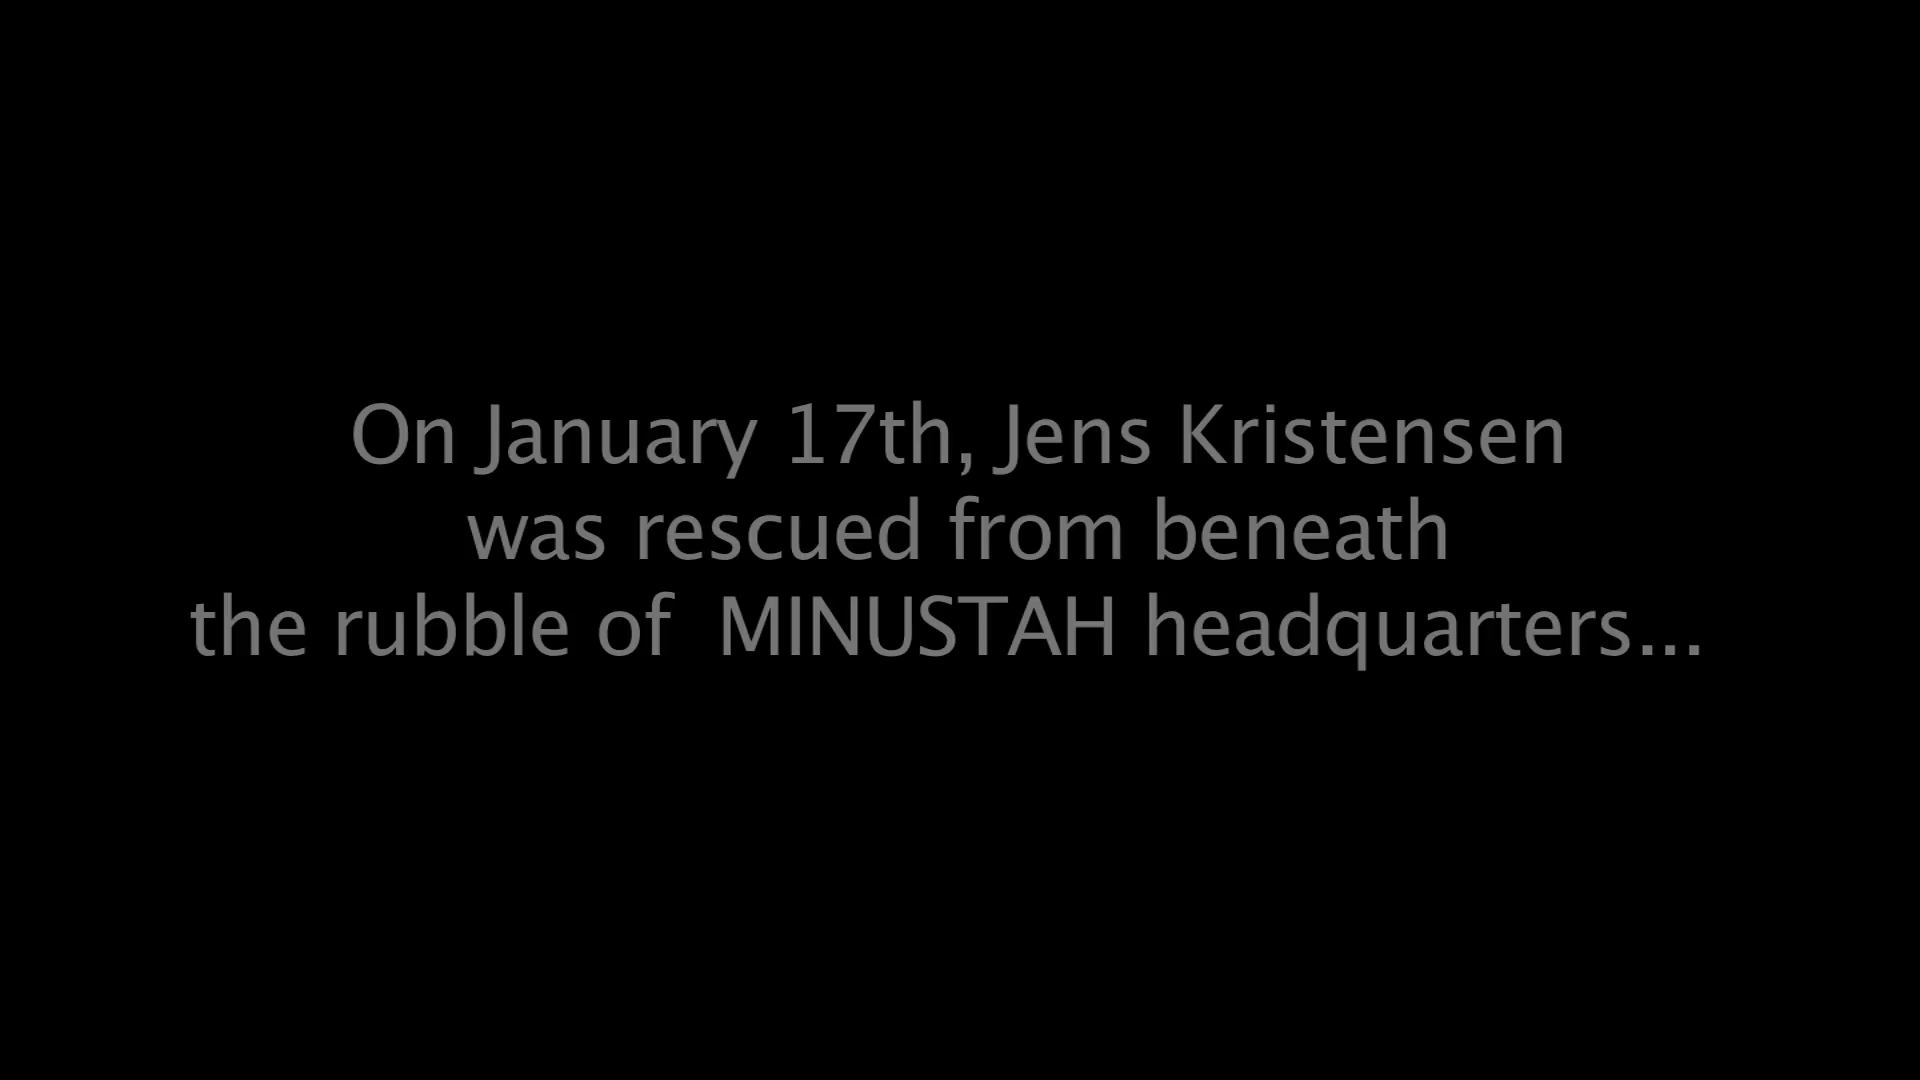 On January 17th, Jens Kristensen
was rescued from beneath
the rubble of  MINUSTAH headquarters...